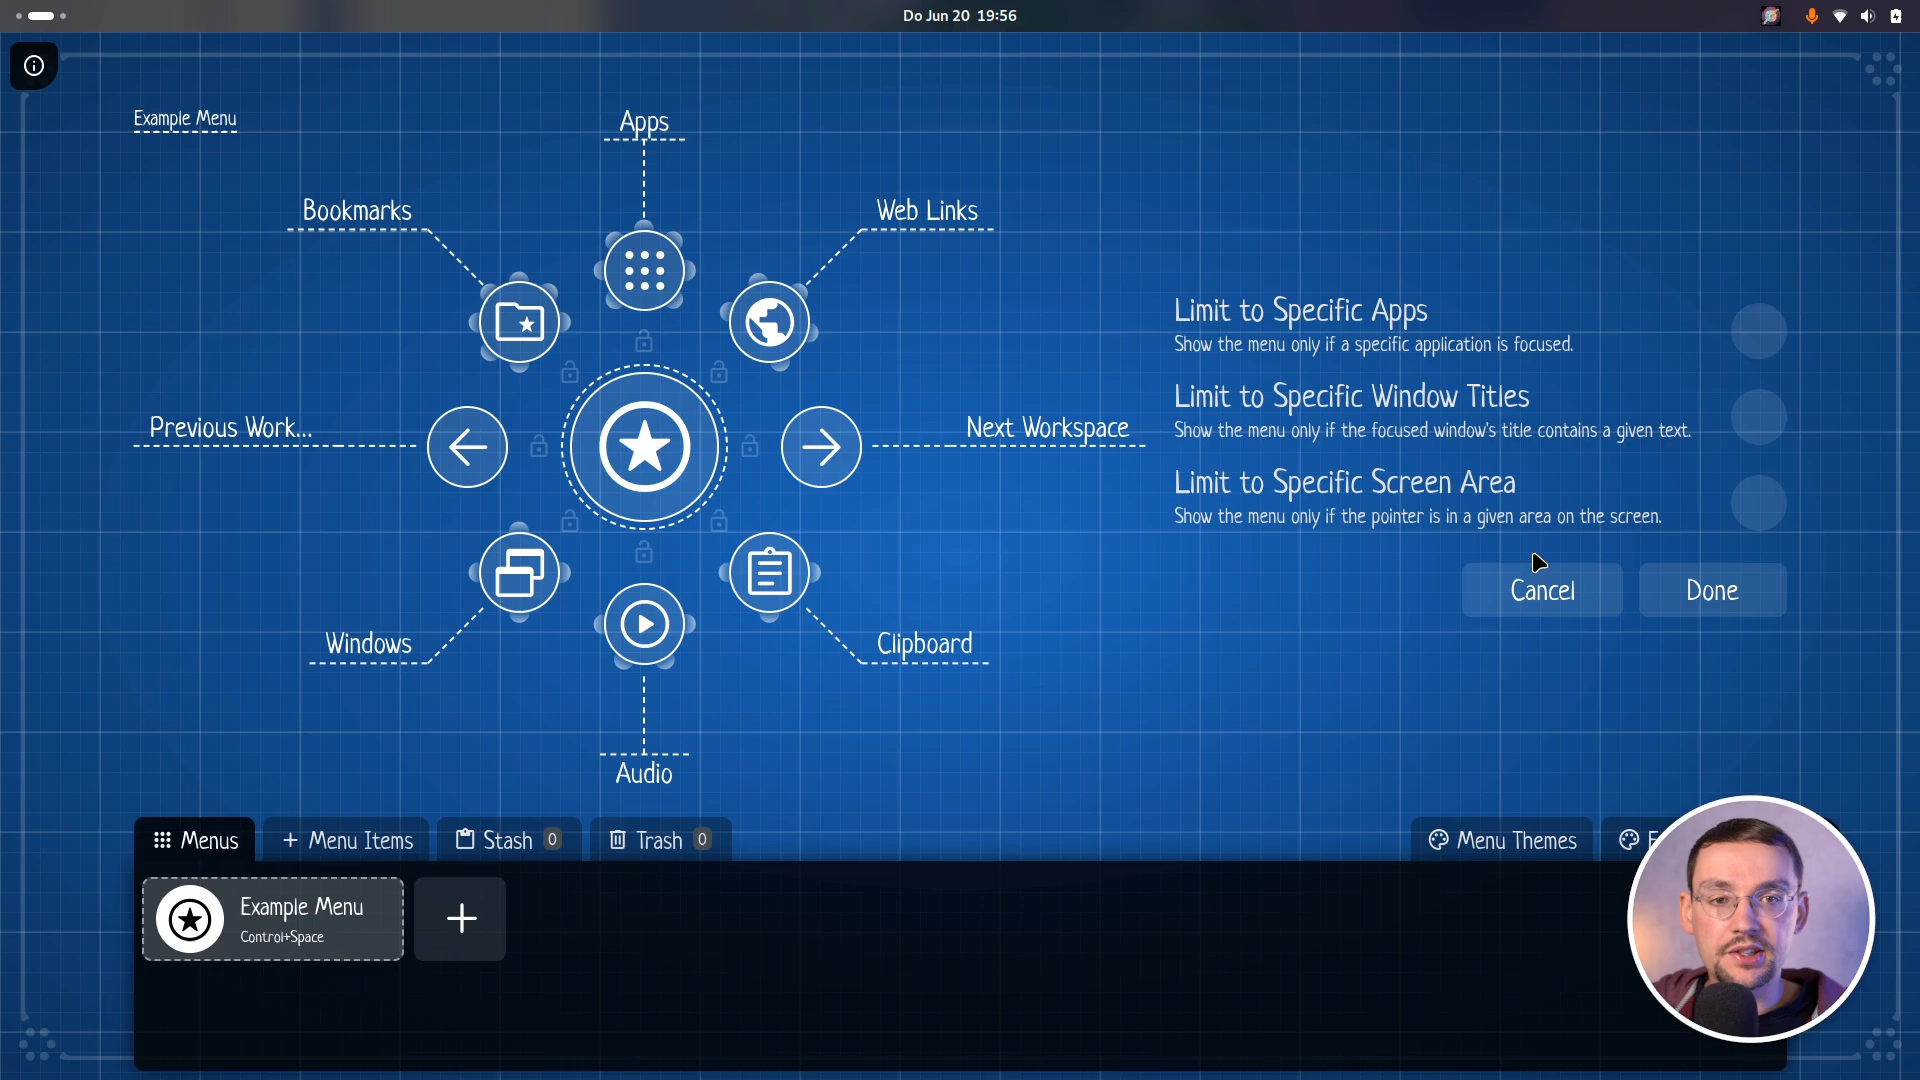 Do Jun 20 19:56
Example Menu
Apps
Bookmarks
Web Links
Previous Work...
Next Workspace
Windows
Clipboard
Audio
Limit to Specific Apps
Show the menu only if a specific application is focused.
Limit to Specific Window Titles
Show the menu only if the focused window's title contains a given text.
Limit to Specific Screen Area
Show the menu only if the pointer is in a given area on the screen.
Cancel
Done
Menus
Menu Items
Stash 0
Trash 0
Menu Themes
Example Menu
Control+Space